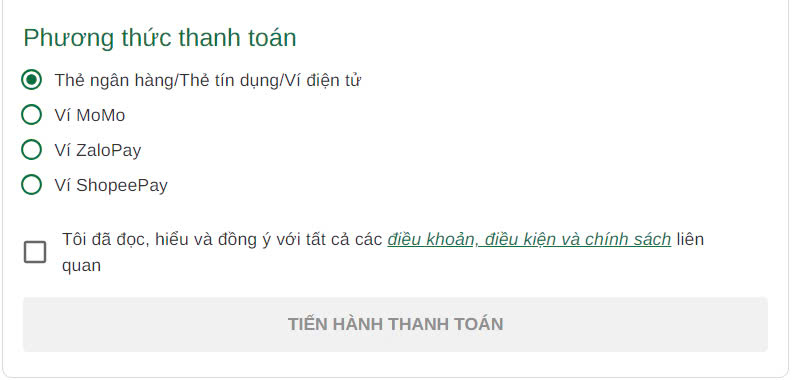 Phương thức thanh toán
Thẻ ngân hàng/Thẻ tín dụng/Ví điện tử
Ví MoMo
Ví ZaloPay
Ví ShopeePay
Tôi đã đọc, hiểu và đồng ý với tất cả các điều khoản, điều kiện và chính sách liên
quan
TIẾN HÀNH THANH TOÁN